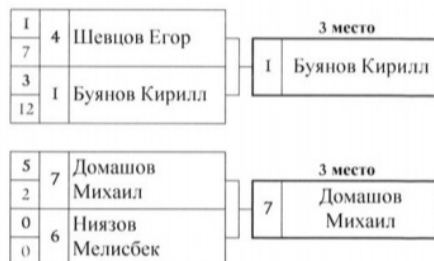 3 место
1
7
4
Шевцов Егор
3
12
1
Буянов Кирилл
1
Буянов Кирилл
3 место
5
2
7
Домашов
Михаил
0
0
6
Ниязов
Мелисбек
7
Домашов
Михаил